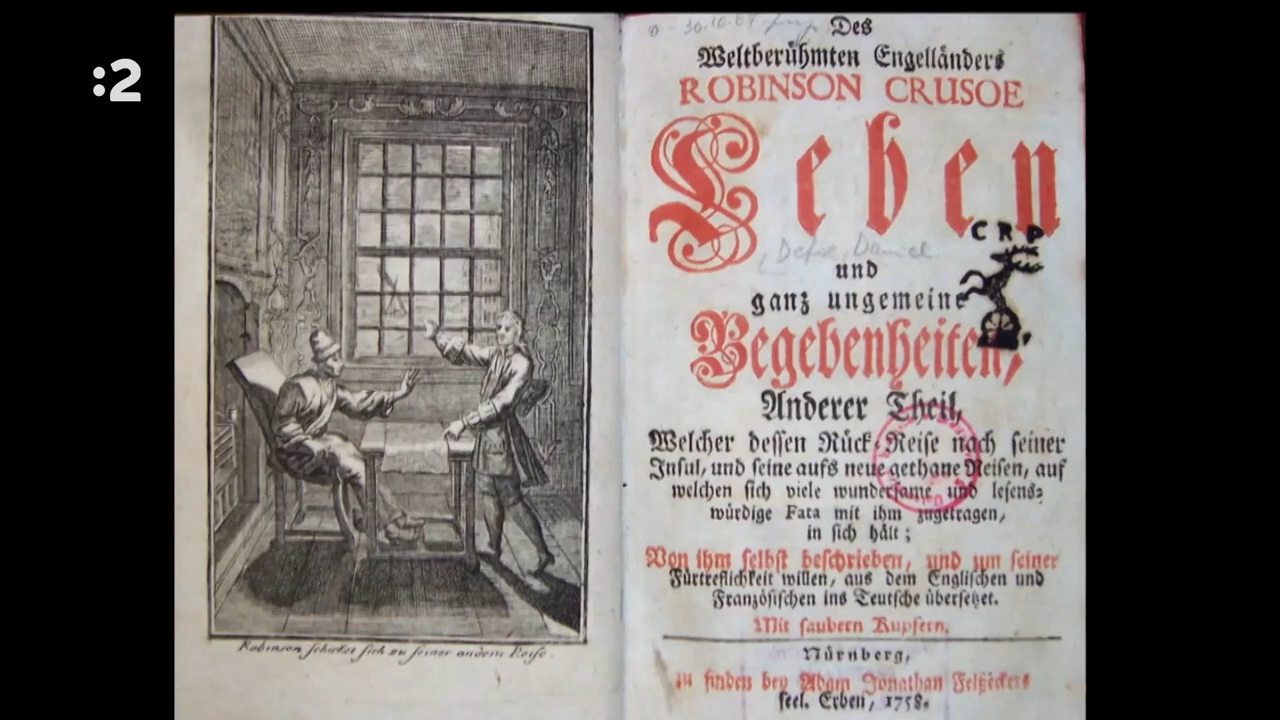 :2
Des
Weltberühmten Engelländers
ROBINSON CRUSOE
Leben
Defoe, Daniel
und
ganz ungemeine
Begebenheiten,
Anderer Theil,
Welcher dessen Rück-Reise nach seiner
Insul, und seine aufs neue gethane Reisen, auf
welchen sich viele wundersame und lesens-
würdige Fata mit ihm zugetragen,
in sich hält;
Von ihm selbst beschrieben, und um seiner
Fürtreflichkeit willen, aus dem Englischen und
Französischen ins Teutsche übersetzet.
Mit saubern Kupfern.
Nürnberg,
zu finden bey Adam Jonathan Felßeckers
seel. Erben, 1758.
CRP
Robinson schicket sich zu seiner andern Reise.